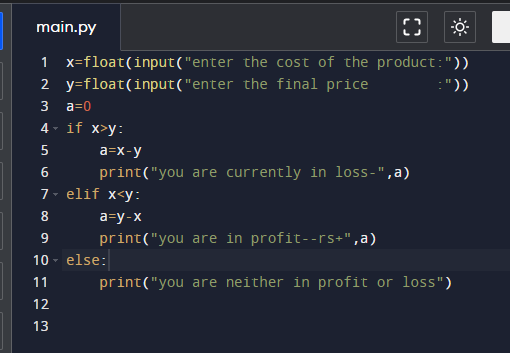 main.py
1 x=float(input("enter the cost of the product:"))
2 y=float(input("enter the final price        :"))
3 a=0
4 if x>y:
5     a=x-y
6     print("you are currently in loss-",a)
7 elif x<y:
8     a=y-x
9     print("you are in profit--rs+",a)
10 else:
11     print("you are neither in profit or loss")
12
13